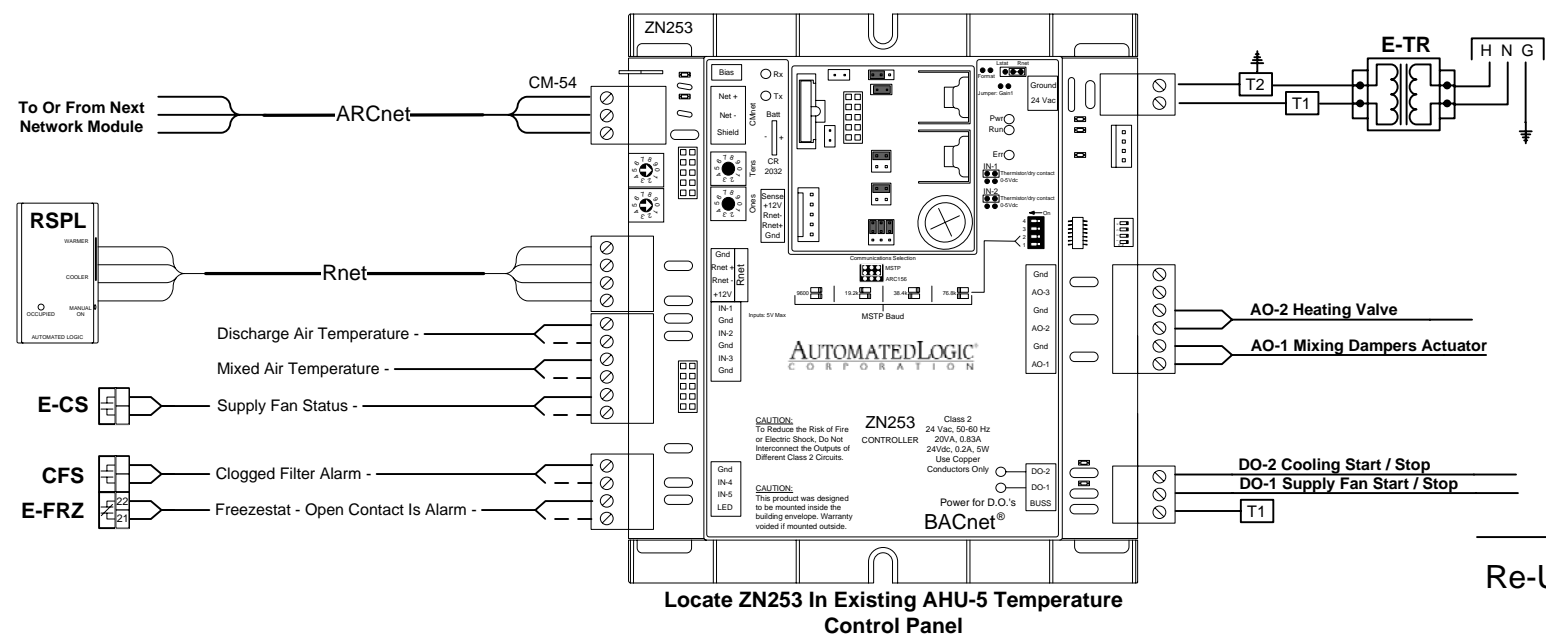 ZN253
CM-54
To Or From Next
Network Module
ARCnet
RSPL
WARMER
COOLER
OCCUPIED
MANUAL
ON
AUTOMATED LOGIC
Rnet
Discharge Air Temperature -
Mixed Air Temperature -
E-CS
Supply Fan Status -
CFS
Clogged Filter Alarm -
E-FRZ
22
21
Freezestat - Open Contact Is Alarm -
Bias
Rx
Net +
Net -
Shield
CMnet
Tx
Batt
- +
CR
2032
Tens
Ones
Sense
+12V
Rnet-
Rnet+
Gnd
Gnd
Rnet +
Rnet -
+12V
Rnet
IN-1
Gnd
IN-2
Gnd
IN-3
Gnd
Inputs: 5V Max
Gnd
IN-4
IN-5
LED
Lstat Rnet
Format
Jumper: Gain1
Ground
24 Vac
Pwr
Run
Err
IN-1
Thermistor/dry contact
0-5Vdc
IN-2
Thermistor/dry contact
0-5Vdc
On
4
3
2
1
Communications Selection
MSTP
ARC156
9600 19.2k 38.4k 76.8k
MSTP Baud
AUTOMATEDLOGIC®
CORPORATION
Gnd
AO-3
Gnd
AO-2
Gnd
AO-1
CAUTION:
To Reduce the Risk of Fire
or Electric Shock, Do Not
Interconnect the Outputs of
Different Class 2 Circuits.
CAUTION:
This product was designed
to be mounted inside the
building envelope. Warranty
voided if mounted outside.
ZN253
CONTROLLER
Class 2
24 Vac, 50-60 Hz
20VA, 0.83A
24Vdc, 0.2A, 5W
Use Copper
Conductors Only
DO-2
DO-1
BUSS
Power for D.O.'s
BACnet®
T2
T1
E-TR
H N G
AO-2 Heating Valve
AO-1 Mixing Dampers Actuator
DO-2 Cooling Start / Stop
DO-1 Supply Fan Start / Stop
T1
Locate ZN253 In Existing AHU-5 Temperature
Control Panel